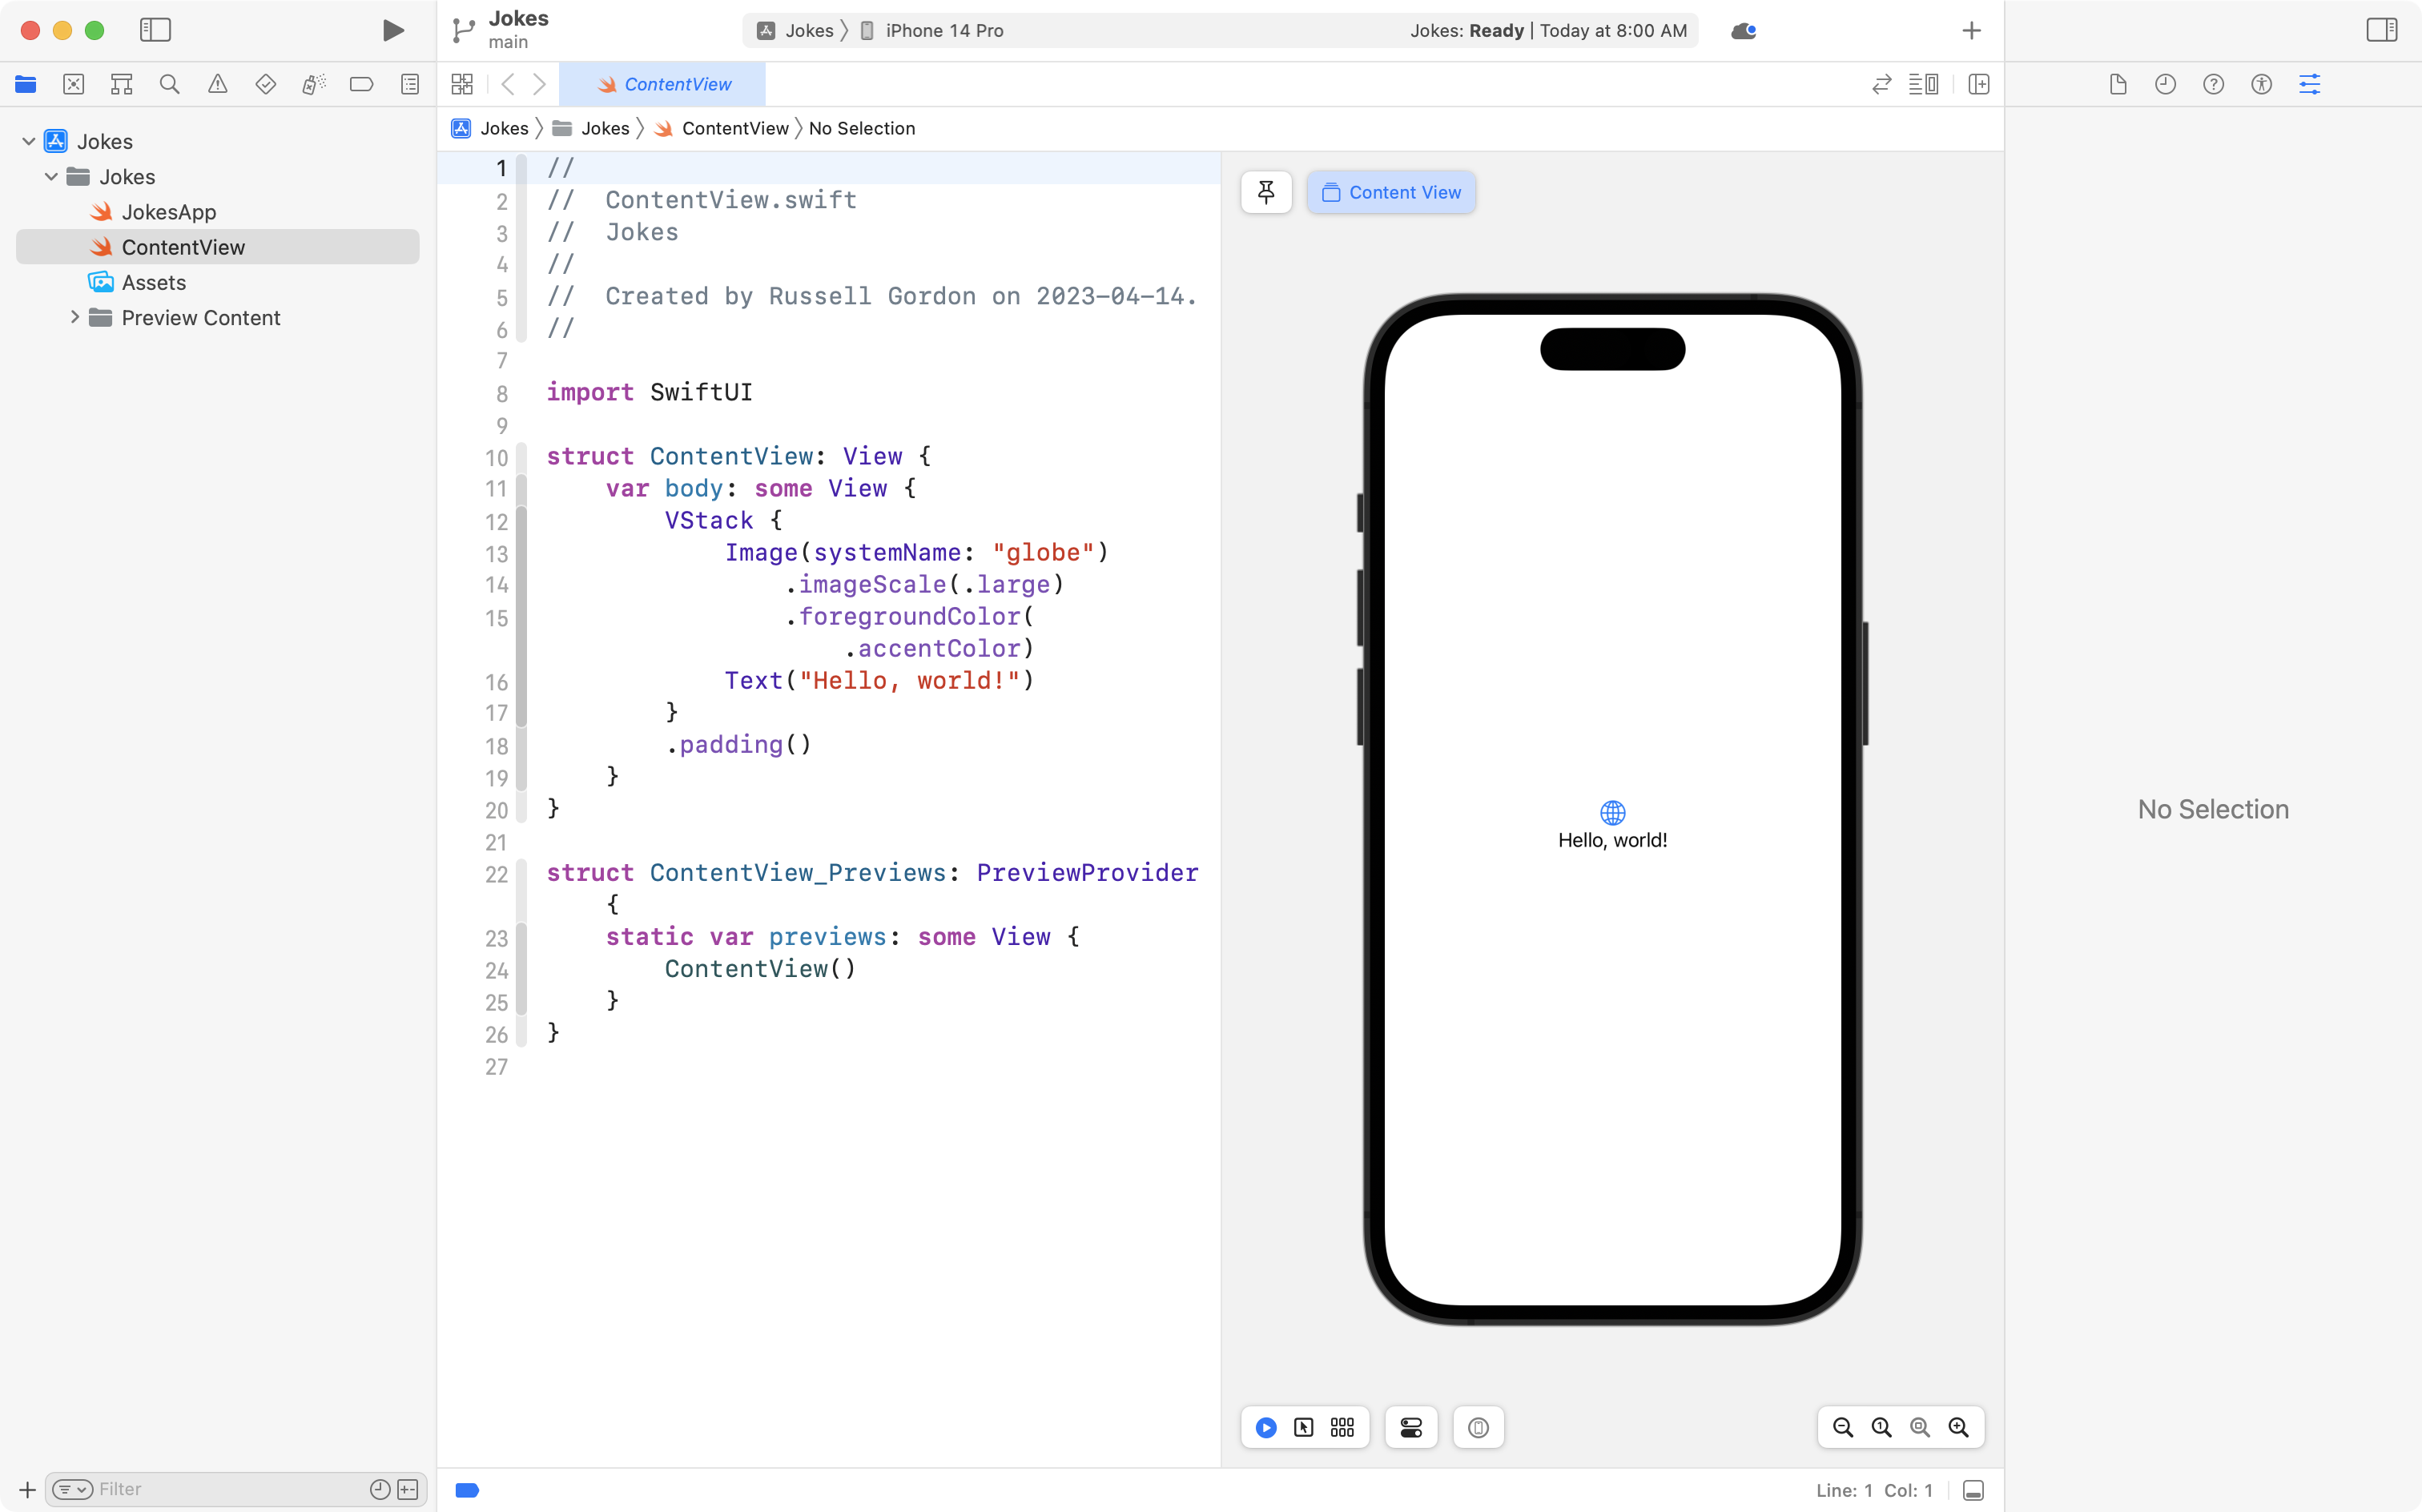 Jokes
main
Jokes
iPhone 14 Pro
Jokes: Ready | Today at 8:00 AM
ContentView
Jokes
Jokes
ContentView
No Selection
Jokes
Jokes
JokesApp
ContentView
Assets
Preview Content
1 //
2 //  ContentView.swift
3 //  Jokes
4 //
5 //  Created by Russell Gordon on 2023-04-14.
6 //
7
8 import SwiftUI
9
10 struct ContentView: View {
11     var body: some View {
12         VStack {
13             Image(systemName: "globe")
14                 .imageScale(.large)
15                 .foregroundColor(
                    .accentColor)
16             Text("Hello, world!")
17         }
18         .padding()
19     }
20 }
21
22 struct ContentView_Previews: PreviewProvider
    {
23     static var previews: some View {
24         ContentView()
25     }
26 }
27
Content View
Hello, world!
No Selection
Filter
Line: 1  Col: 1